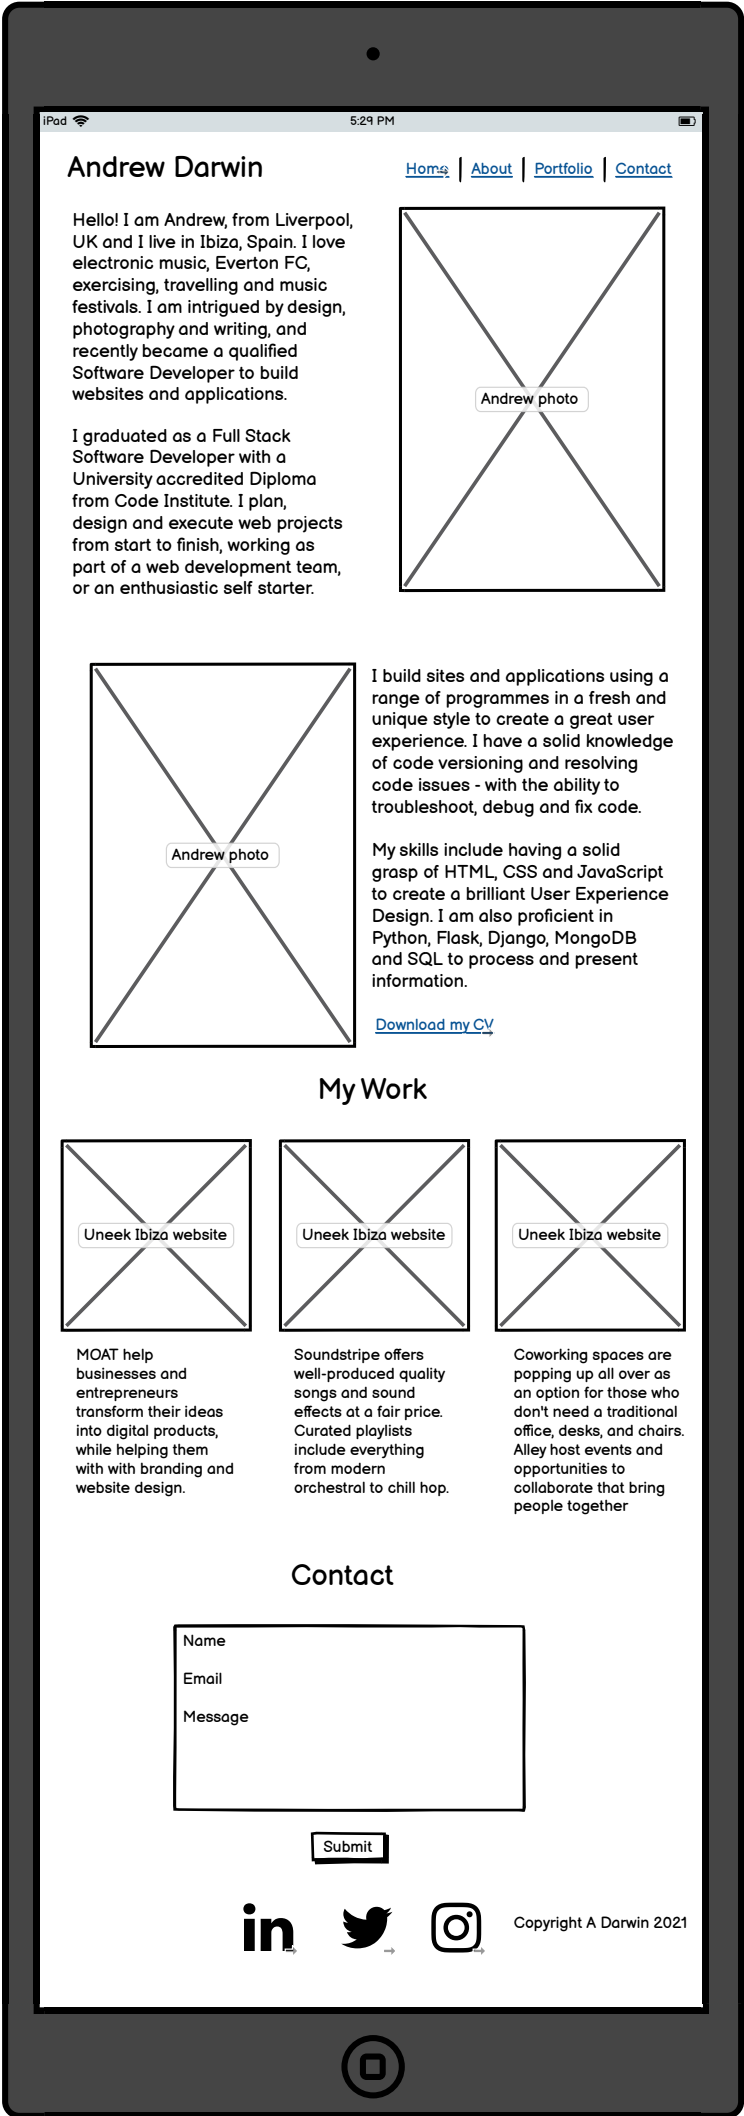 iPad 5:29 PM
Andrew Darwin
Home About Portfolio Contact
Hello! I am Andrew, from Liverpool,
UK and I live in Ibiza, Spain. I love
electronic music, Everton FC,
exercising, travelling and music
festivals. I am intrigued by design,
photography and writing, and
recently became a qualified
Software Developer to build
websites and applications.
I graduated as a Full Stack
Software Developer with a
University accredited Diploma
from Code Institute. I plan,
design and execute web projects
from start to finish, working as
part of a web development team,
or an enthusiastic self starter.
Andrew photo
Andrew photo
I build sites and applications using a
range of programmes in a fresh and
unique style to create a great user
experience. I have a solid knowledge
of code versioning and resolving
code issues - with the ability to
troubleshoot, debug and fix code.
My skills include having a solid
grasp of HTML, CSS and JavaScript
to create a brilliant User Experience
Design. I am also proficient in
Python, Flask, Django, MongoDB
and SQL to process and present
information.
Download my CV
My Work
Uneek Ibiza website
Uneek Ibiza website
Uneek Ibiza website
MOAT help
businesses and
entrepreneurs
transform their ideas
into digital products,
while helping them
with with branding and
website design.
Soundstripe offers
well-produced quality
songs and sound
effects at a fair price.
Curated playlists
include everything
from modern
orchestral to chill hop.
Coworking spaces are
popping up all over as
an option for those who
don't need a traditional
office, desks, and chairs.
Alley host events and
opportunities to
collaborate that bring
people together
Contact
Name
Email
Message
Submit
in
Copyright A Darwin 2021